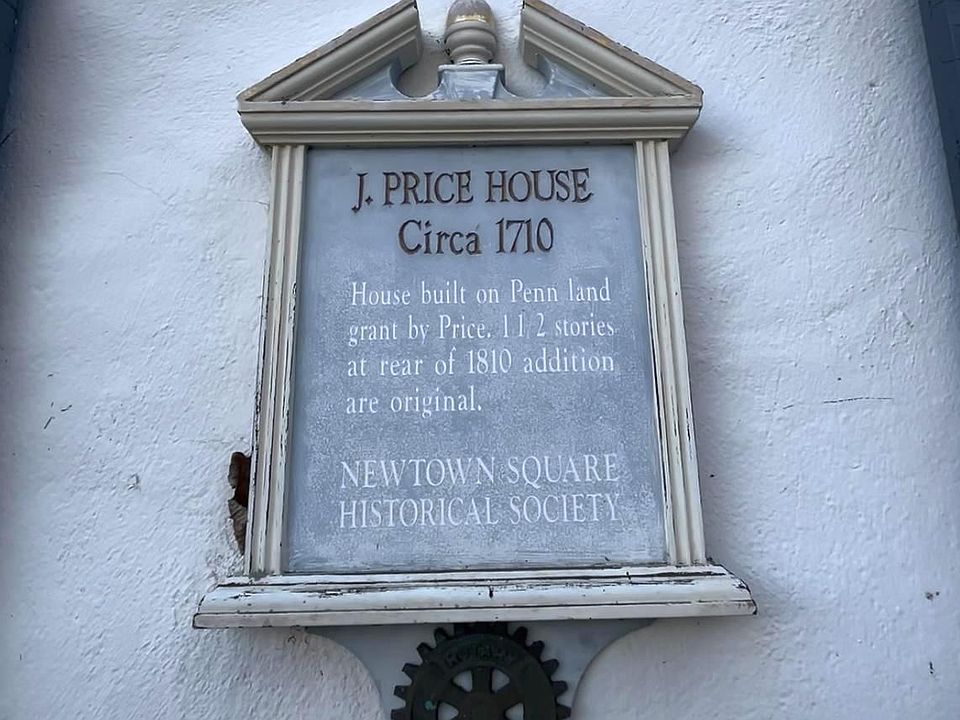 J. PRICE HOUSE
Circa 1710
House built on Penn land
grant by Price. 1 1/2 stories
at rear of 1810 addition
are original.
NEWTOWN SQUARE
HISTORICAL SOCIETY
ROTARY